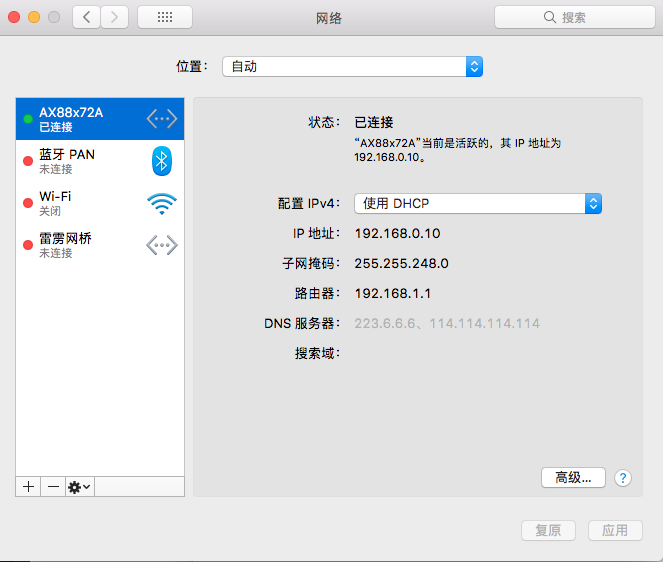 网络
搜索
位置：
自动
AX88x72A
已连接
蓝牙 PAN
未连接
Wi-Fi
关闭
雷雳网桥
未连接
状态：
已连接
“AX88x72A”当前是活跃的，其 IP 地址为
192.168.0.10。
配置 IPv4：
使用 DHCP
IP 地址：
192.168.0.10
子网掩码：
255.255.248.0
路由器：
192.168.1.1
DNS 服务器：
223.6.6.6、114.114.114.114
搜索域：
高级...
?
复原
应用